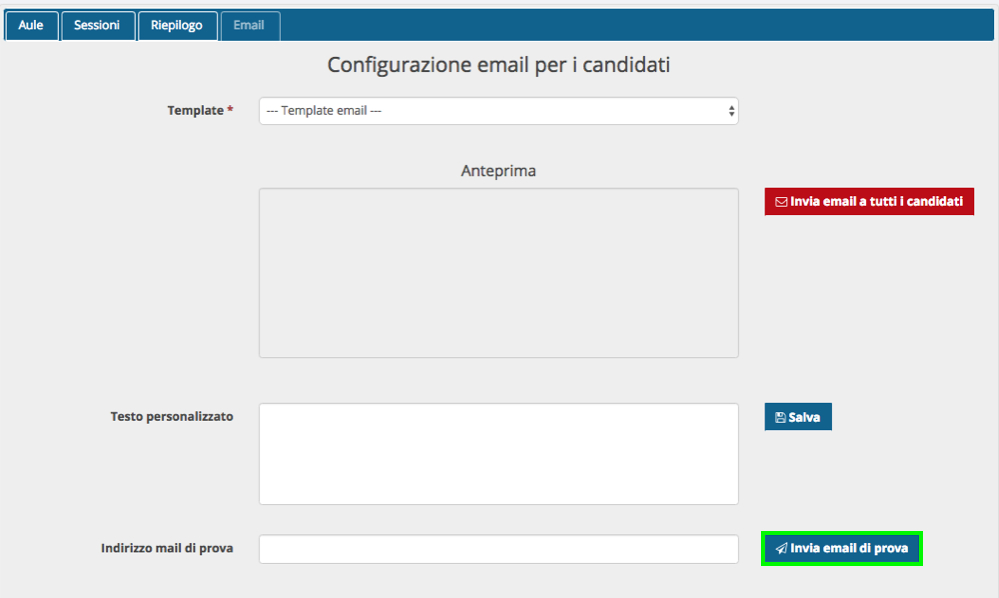 Aule Sessioni Riepilogo Email
Configurazione email per i candidati
Template * --- Template email ---
Anteprima
Invia email a tutti i candidati
Testo personalizzato
Salva
Indirizzo mail di prova
Invia email di prova